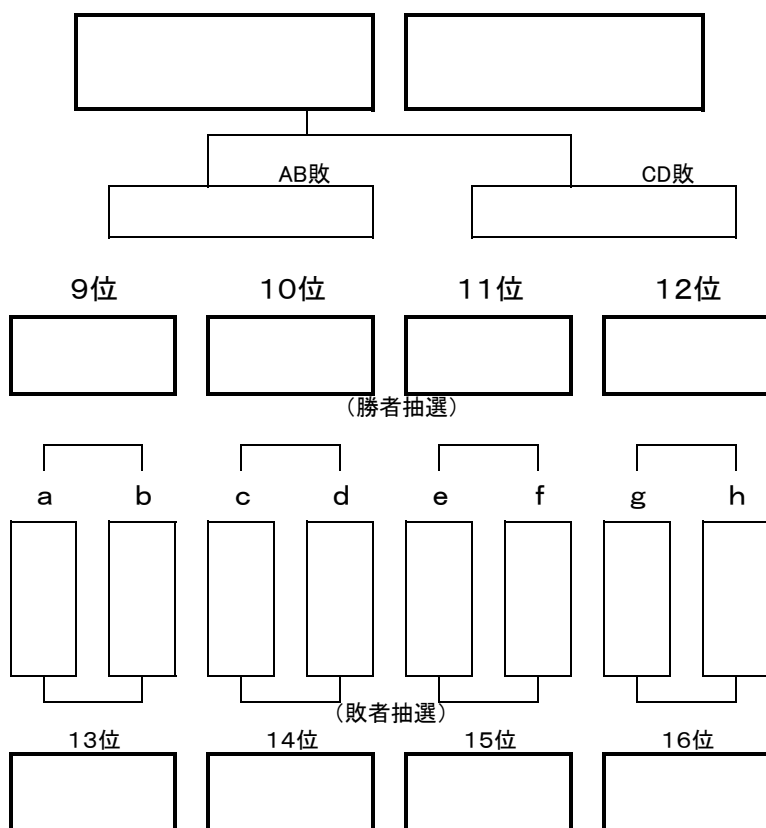 AB敗 CD敗
9位 10位 11位 12位
（勝者抽選）
a b c d e f g h
（敗者抽選）
13位 14位 15位 16位